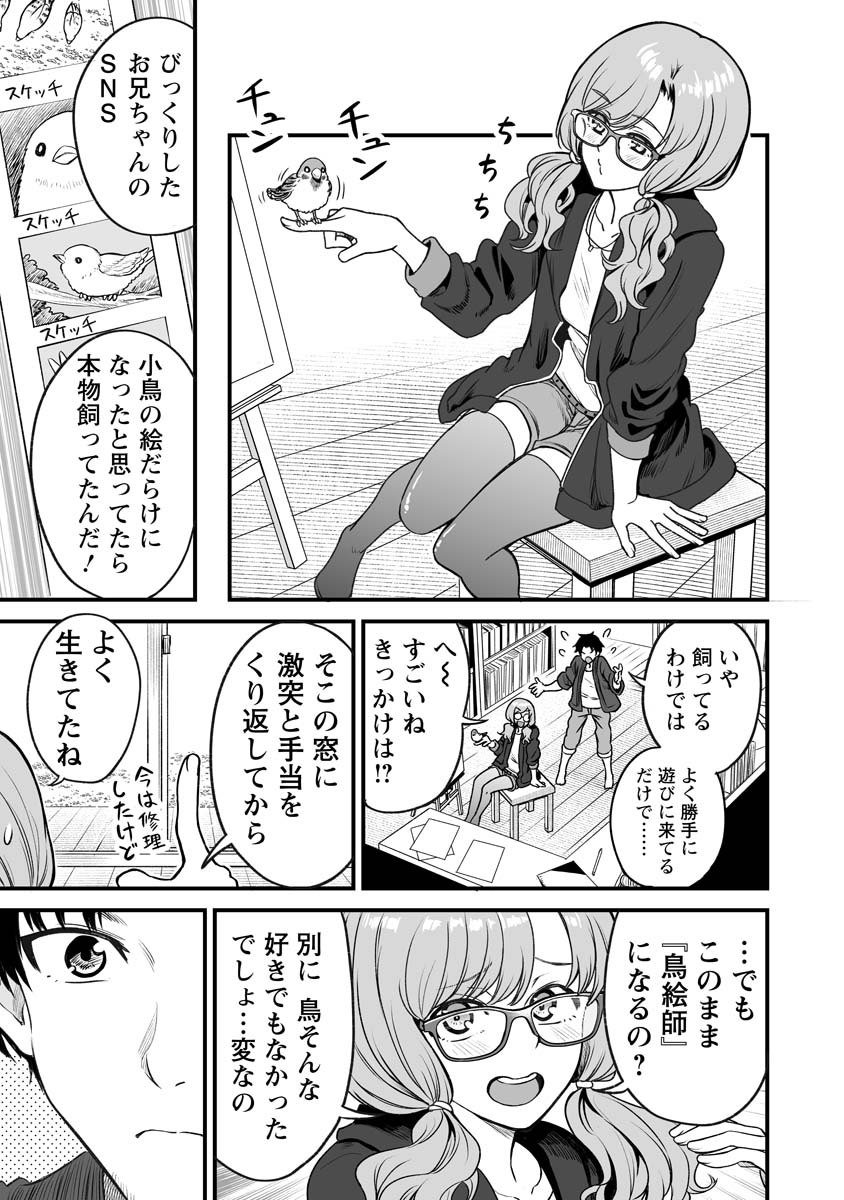 チュン
チュン
ちちち
びっくりした
お兄ちゃんの
SNS
スケッチ
スケッチ
スケッチ
小鳥の絵だらけに
なったと思ってたら
本物飼ってたんだ！
いや
飼ってる
わけでは
よく勝手に
遊びに来てる
だけで………
へ～
すごいね
きっかけは!?
そこの窓に
激突と手当を
くり返してから
今は修理
したけど
よく
生きてたね
…でも
このまま
『鳥絵師』
になるの？
別に 鳥そんな
好きでもなかった
でしょ…変なの